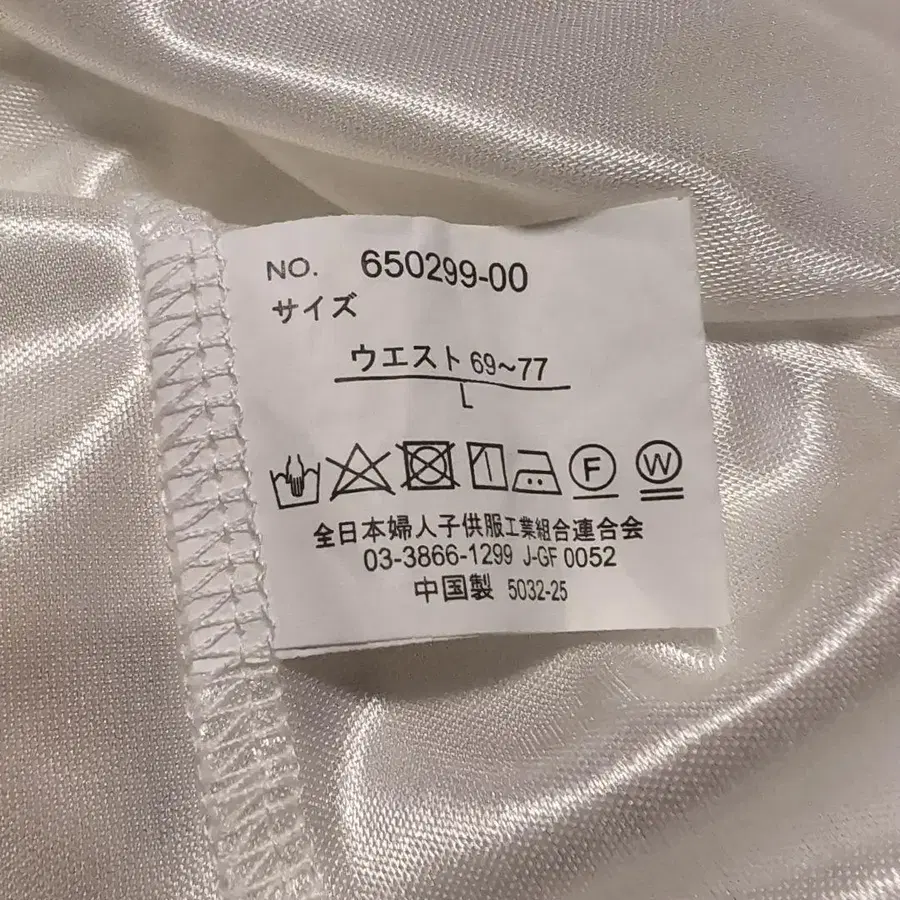 NO. 650299-00
サイズ
ウエスト 69~77
L
F W
全日本婦人子供服工業組合連合会
03-3866-1299 J-GF 0052
中国製 5032-25